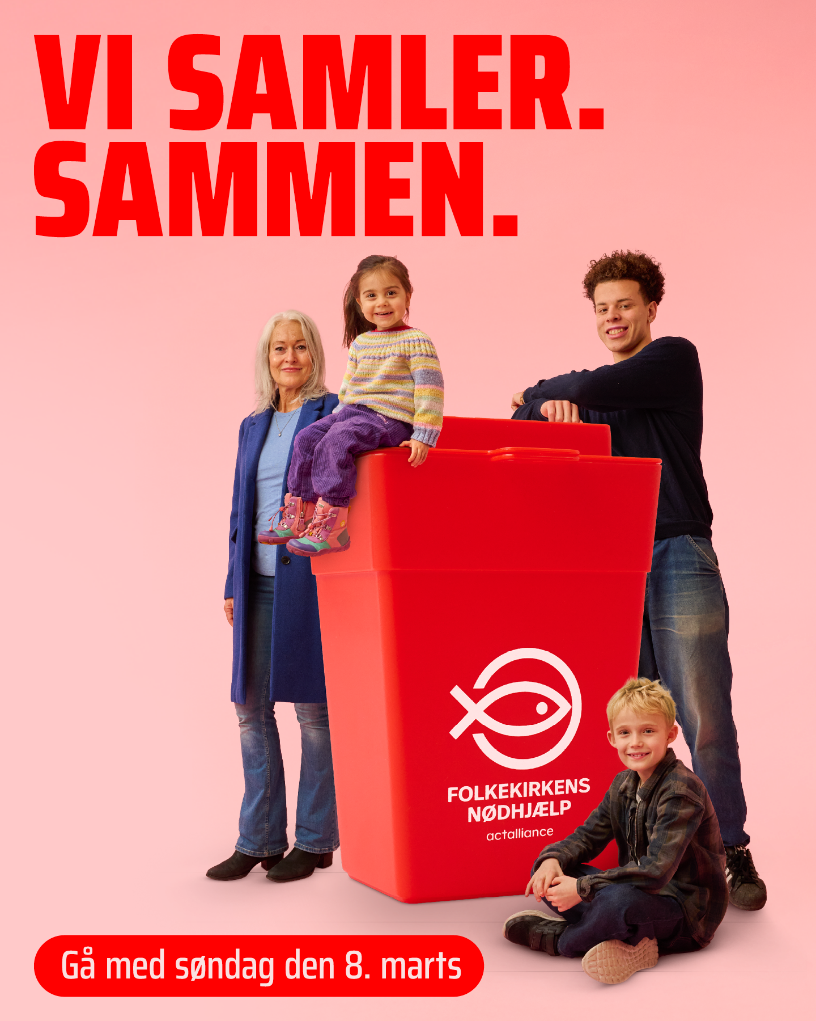 VI SAMLER.
SAMMEN.
FOLKEKIRKENS
NØDHJÆLP
actalliance
Gå med søndag den 8. marts